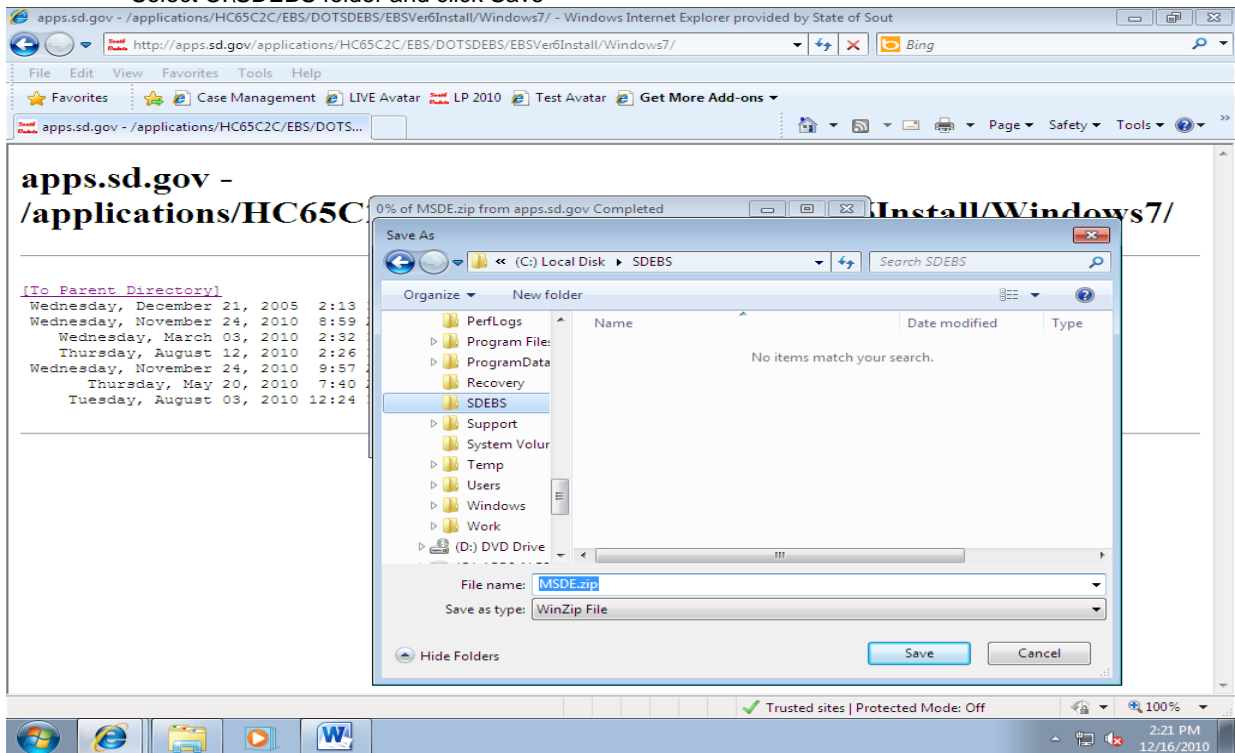 Select C:\SDEBS folder and click Save
apps.sd.gov - /applications/HC65C2C/EBS/DOTSDEBS/EBSVer6Install/Windows7/ - Windows Internet Explorer provided by State of Sout
http://apps.sd.gov/applications/HC65C2C/EBS/DOTSDEBS/EBSVer6Install/Windows7/
Bing
File Edit View Favorites Tools Help
Favorites Case Management LIVE Avatar LP 2010 Test Avatar Get More Add-ons
apps.sd.gov - /applications/HC65C2C/EBS/DOTS...
Page Safety Tools
apps.sd.gov -
/applications/HC65C Install/Windows7/
[To Parent Directory]
Wednesday, December 21, 2005 2:13
Wednesday, November 24, 2010 8:59
Wednesday, March 03, 2010 2:32
Thursday, August 12, 2010 2:26
Wednesday, November 24, 2010 9:57
Thursday, May 20, 2010 7:40
Tuesday, August 03, 2010 12:24
0% of MSDE.zip from apps.sd.gov Completed
Save As
« (C:) Local Disk SDEBS
Search SDEBS
Organize New folder
PerfLogs
Program File
ProgramData
Recovery
SDEBS
Support
System Volur
Temp
Users
Windows
Work
(D:) DVD Drive
Name Date modified Type
No items match your search.
File name: MSDE.zip
Save as type: WinZip File
Hide Folders
Save Cancel
Trusted sites | Protected Mode: Off
100%
2:21 PM
12/16/2010